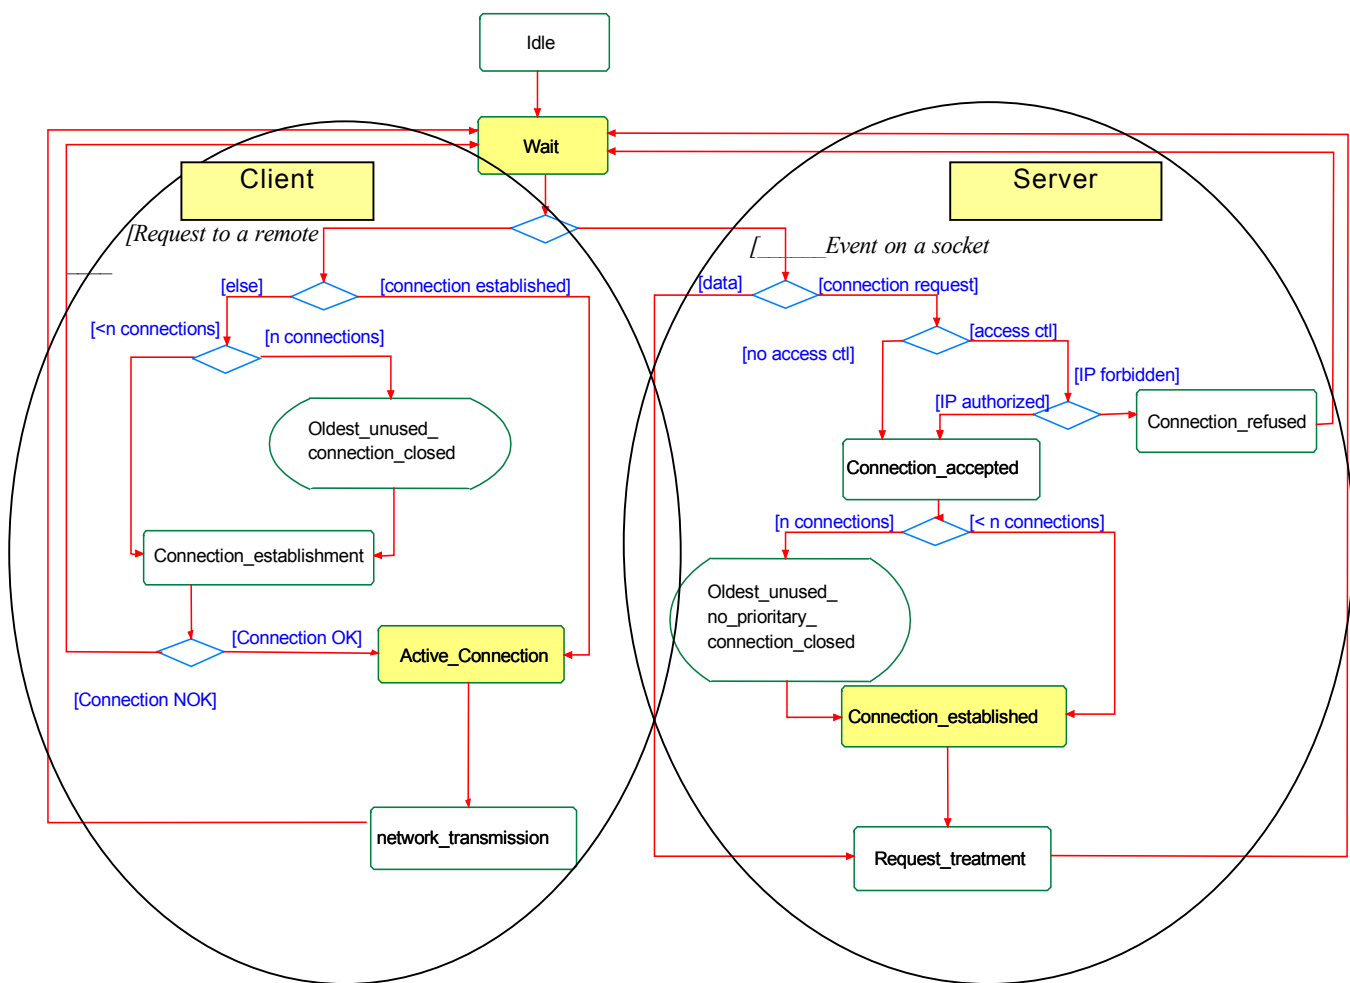 Idle
Wait
Client
Server
[Request to a remote
[______Event on a socket
[else]
[connection established]
[data]
[connection request]
[<n connections]
[n connections]
[no access ctl]
[access ctl]
[IP forbidden]
[IP authorized]
Connection_refused
Oldest_unused_
connection_closed
Connection_accepted
[n connections]
[< n connections]
Connection_establishment
Oldest_unused_
no_prioritary_
connection_closed
[Connection OK]
Active_Connection
[Connection NOK]
Connection_established
network_transmission
Request_treatment